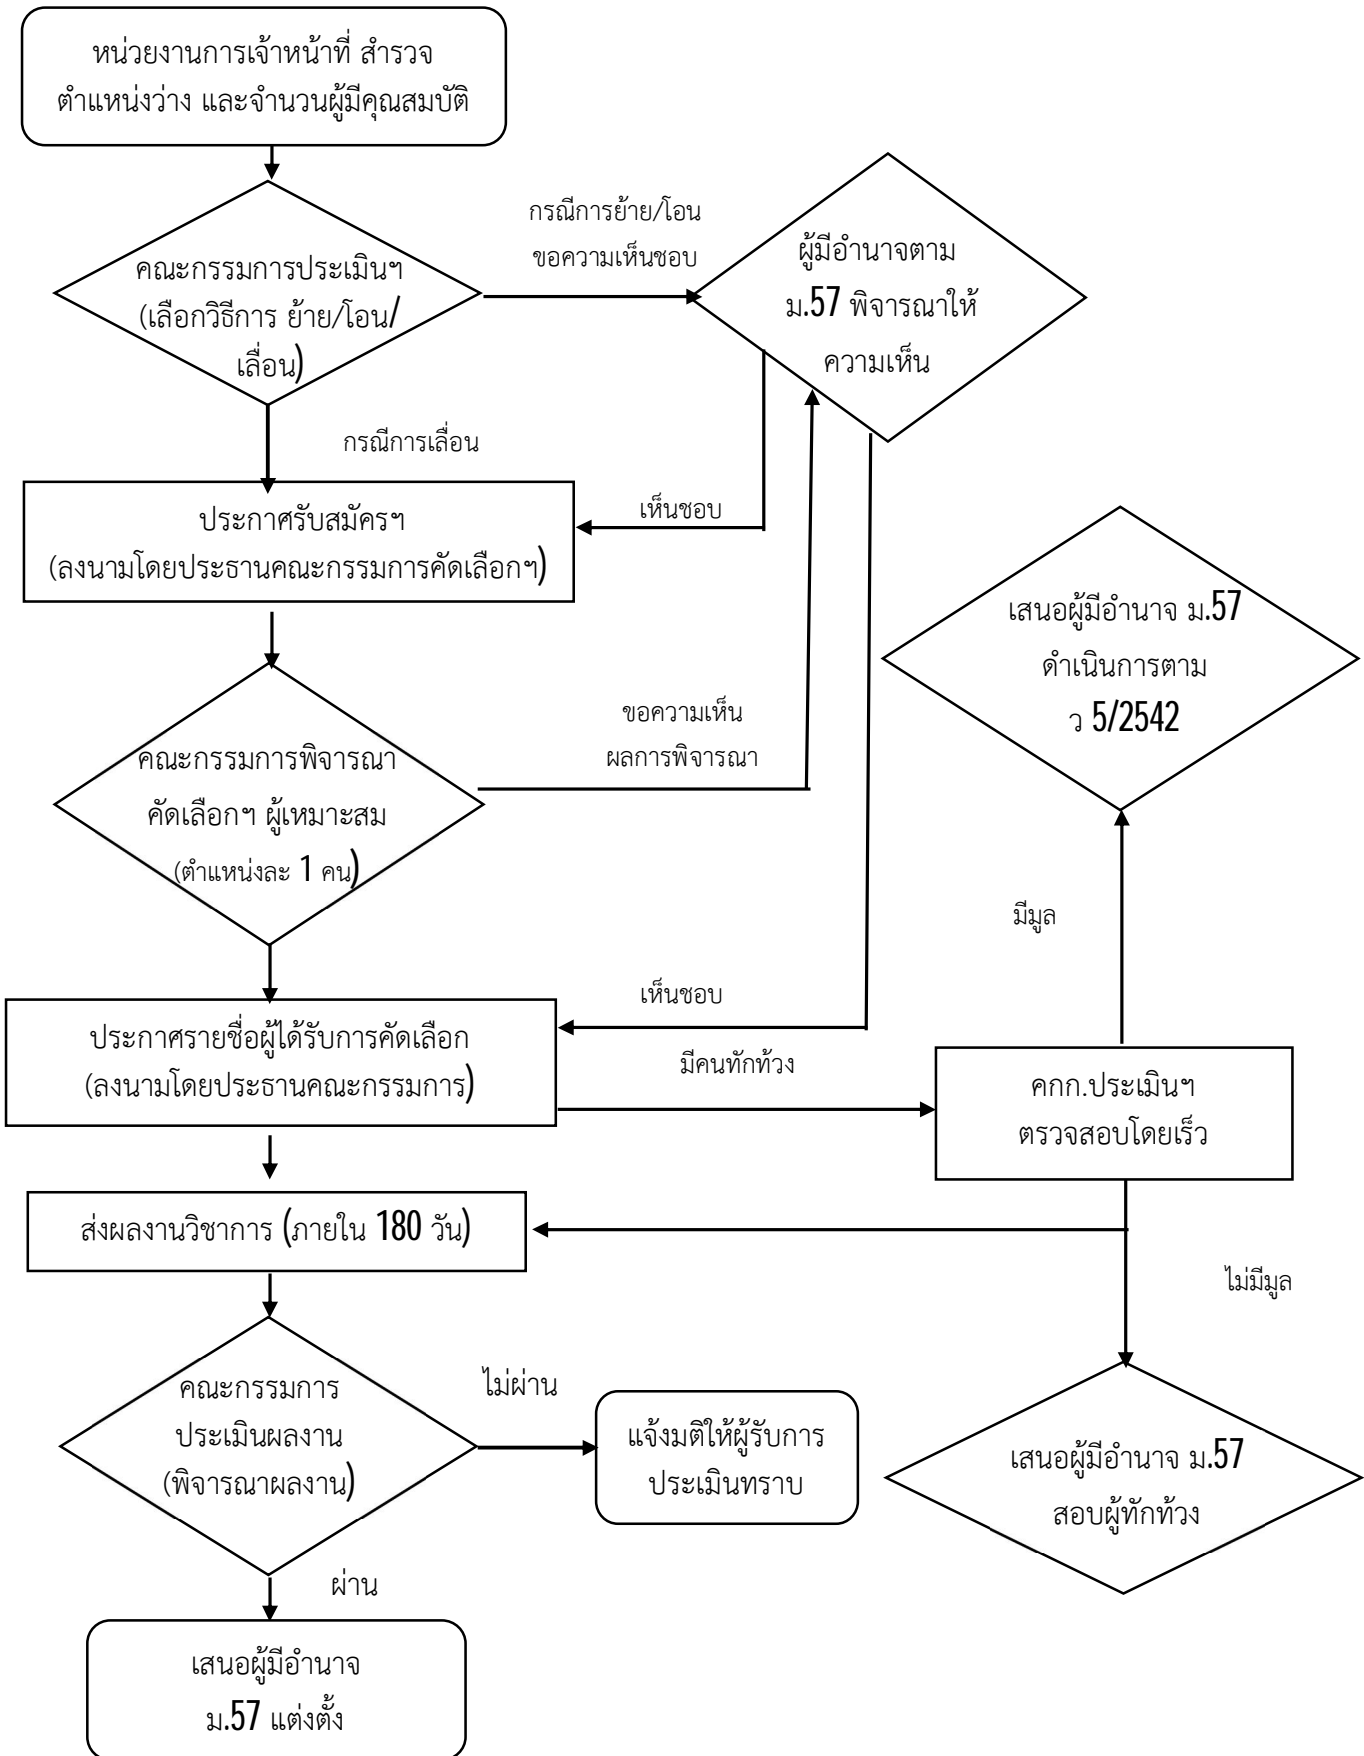 หน่วยงานการเจ้าหน้าที่ สำรวจ
ตำแหน่งว่าง และจำนวนผู้มีคุณสมบัติ
คณะกรรมการประเมินฯ
(เลือกวิธีการ ย้าย/โอน/
เลื่อน)
กรณีการย้าย/โอน
ขอความเห็นชอบ
ผู้มีอำนาจตาม
ม.57 พิจารณาให้
ความเห็น
กรณีการเลื่อน
เห็นชอบ
ประกาศรับสมัครฯ
(ลงนามโดยประธานคณะกรรมการคัดเลือกฯ)
เสนอผู้มีอำนาจ ม.57
ดำเนินการตาม
ว 5/2542
ขอความเห็น
ผลการพิจารณา
คณะกรรมการพิจารณา
คัดเลือกฯ ผู้เหมาะสม
(ตำแหน่งละ 1 คน)
มีมูล
เห็นชอบ
ประกาศรายชื่อผู้ได้รับการคัดเลือก
(ลงนามโดยประธานคณะกรรมการ)
มีคนทักท้วง
คกก.ประเมินฯ
ตรวจสอบโดยเร็ว
ส่งผลงานวิชาการ (ภายใน 180 วัน)
ไม่มีมูล
คณะกรรมการ
ประเมินผลงาน
(พิจารณาผลงาน)
ไม่ผ่าน
แจ้งมติให้ผู้รับการ
ประเมินทราบ
เสนอผู้มีอำนาจ ม.57
สอบผู้ทักท้วง
ผ่าน
เสนอผู้มีอำนาจ
ม.57 แต่งตั้ง